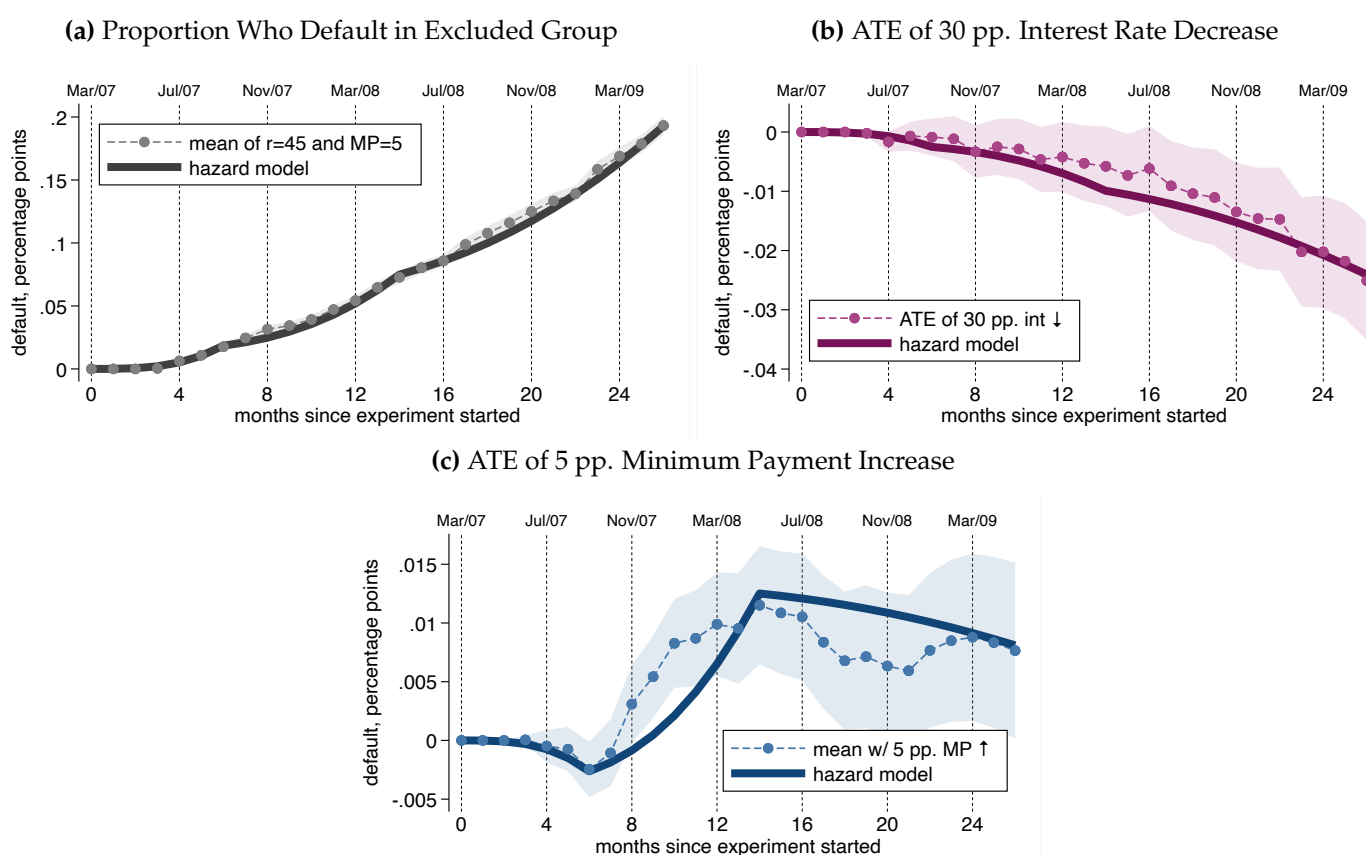 (a) Proportion Who Default in Excluded Group
Mar/07 Jul/07 Nov/07 Mar/08 Jul/08 Nov/08 Mar/09
.2
.15
.1
.05
0
default, percentage points
mean of r=45 and MP=5
hazard model
0 4 8 12 16 20 24
months since experiment started
(b) ATE of 30 pp. Interest Rate Decrease
Mar/07 Jul/07 Nov/07 Mar/08 Jul/08 Nov/08 Mar/09
0
-.01
-.02
-.03
-.04
default, percentage points
ATE of 30 pp. int ↓
hazard model
0 4 8 12 16 20 24
months since experiment started
(c) ATE of 5 pp. Minimum Payment Increase
Mar/07 Jul/07 Nov/07 Mar/08 Jul/08 Nov/08 Mar/09
.015
.01
.005
0
-.005
default, percentage points
mean w/ 5 pp. MP ↑
hazard model
0 4 8 12 16 20 24
months since experiment started